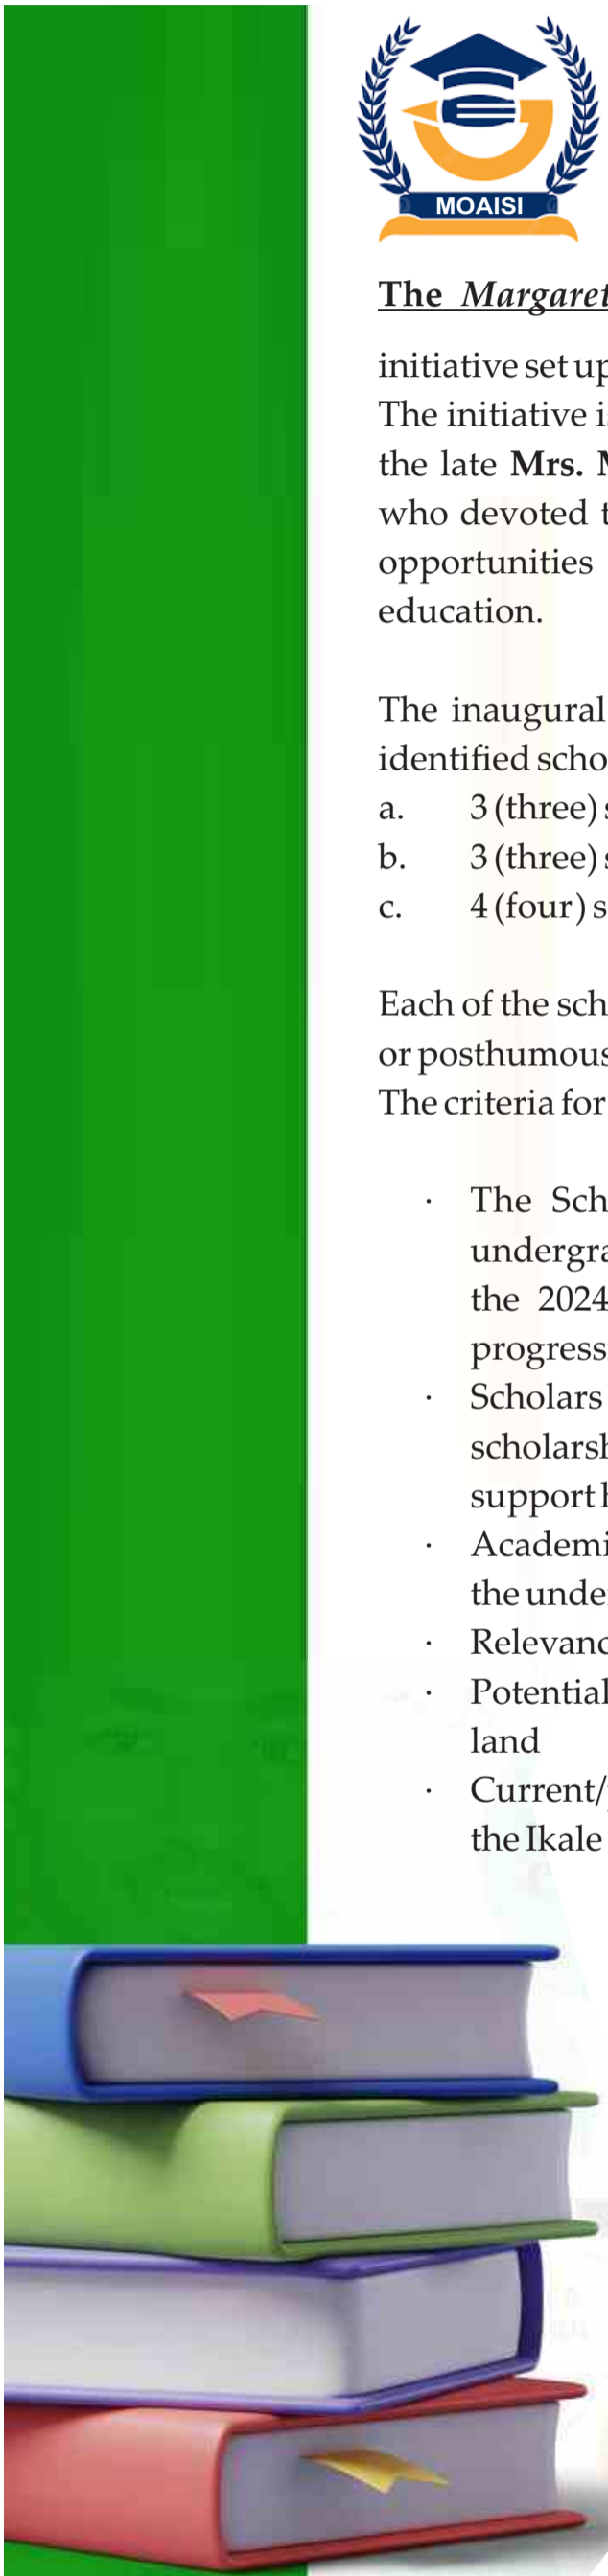 MOAISI
The Margaret
initiative set up
The initiative is
the late Mrs. M
who devoted t
opportunities
education.
The inaugural
identified scho
a. 3 (three) s
b. 3 (three) s
c. 4 (four) s
Each of the sch
or posthumous
The criteria for
· The Sch
undergra
the 2024
progress
· Scholars
scholarsh
support h
· Academi
the under
· Relevanc
· Potential
land
· Current/p
the Ikale